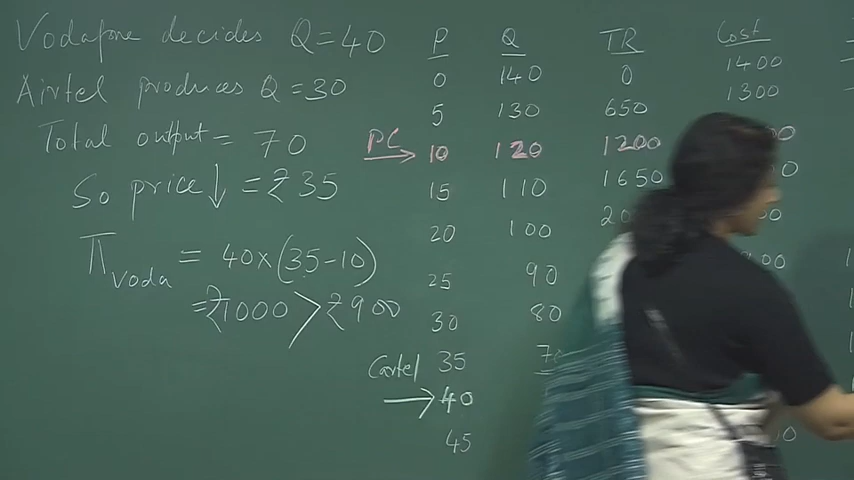 Vodafone decides Q=40
Airtel produces Q=30
Total output = 70
So price ↓ = ₹35
π voda = 40×(35-10)
= ₹1000 > ₹900
P Q TR Cost
0 140 0 1400
5 130 650 1300
PC → 10 120 1200
15 110 1650
20 100
25 90
30 80
Cartel 35
→ 40
45